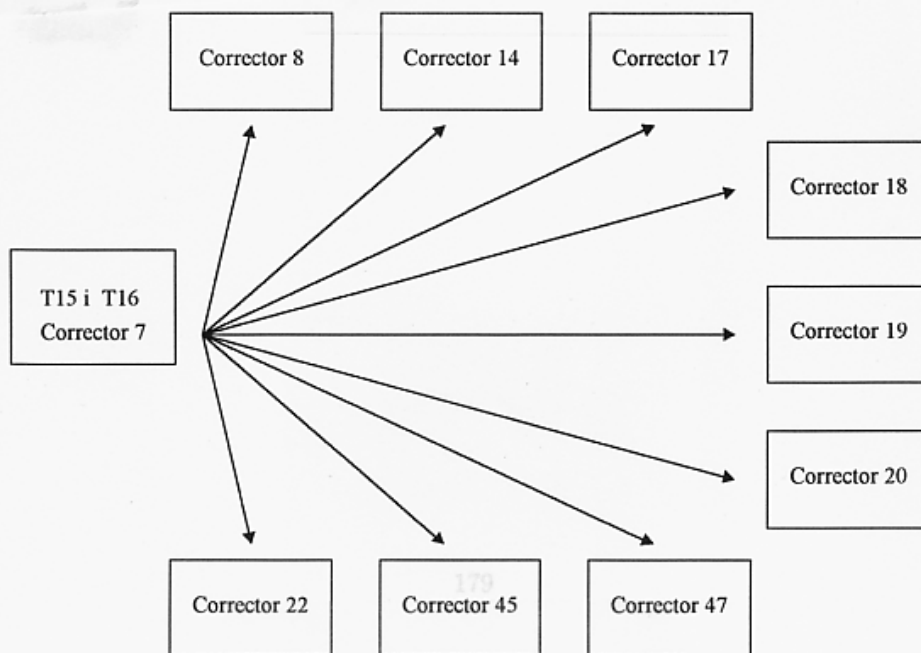 Corrector 8
Corrector 14
Corrector 17
Corrector 18
T15 i T16
Corrector 7
Corrector 19
Corrector 20
Corrector 22
Corrector 45
Corrector 47
179